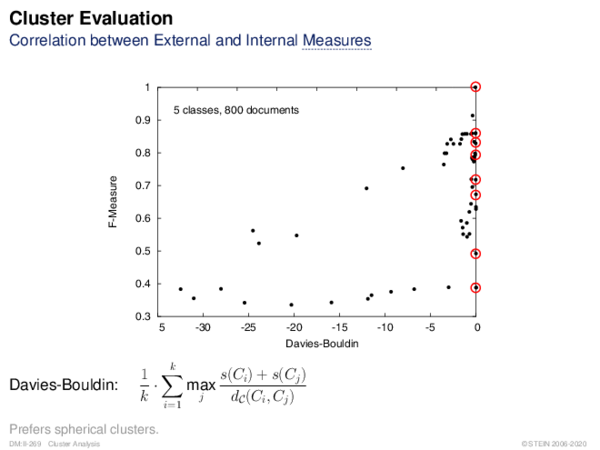 Cluster Evaluation
Correlation between External and Internal Measures
5 classes, 800 documents
F-Measure
1
0.9
0.8
0.7
0.6
0.5
0.4
0.3
5 -30 -25 -20 -15 -10 -5 0
Davies-Bouldin
Davies-Bouldin: 1/k · ∑_{i=1}^{k} max_j (s(C_i) + s(C_j)) / d_C(C_i, C_j)
Prefers spherical clusters.
DM:II-269 Cluster Analysis © STEIN 2006-2020